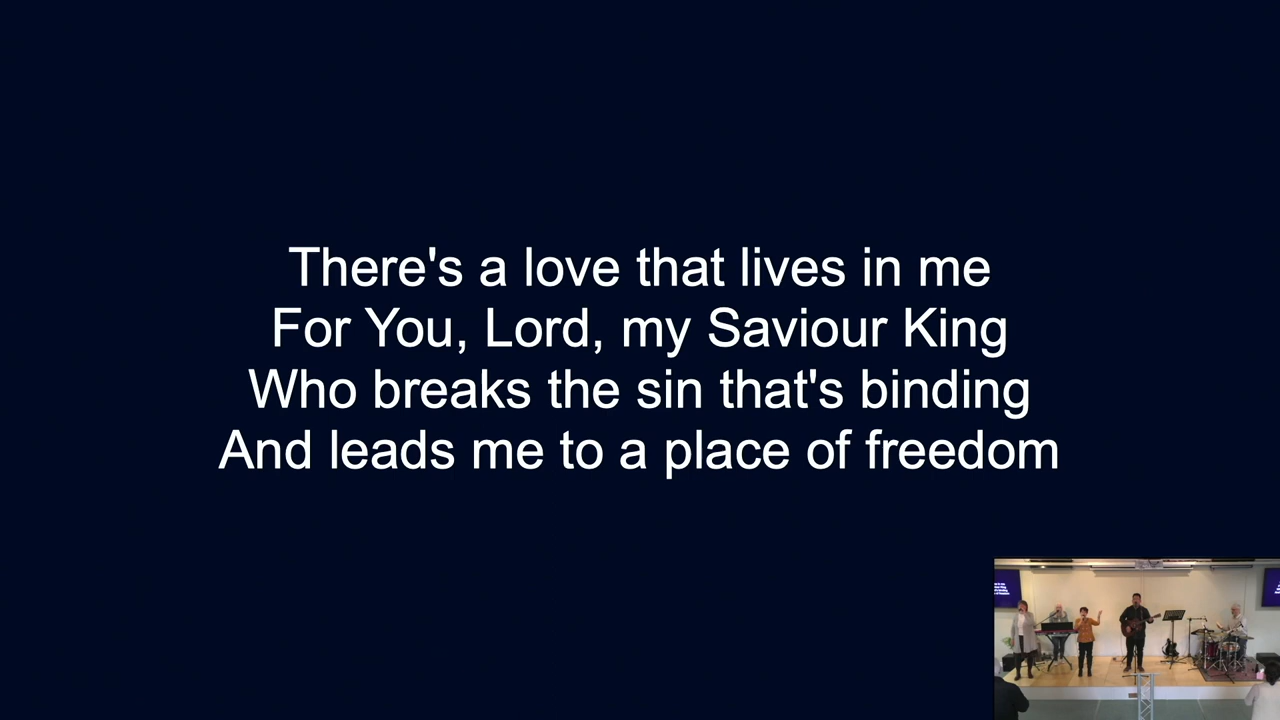 There's a love that lives in me
For You, Lord, my Saviour King
Who breaks the sin that's binding
And leads me to a place of freedom